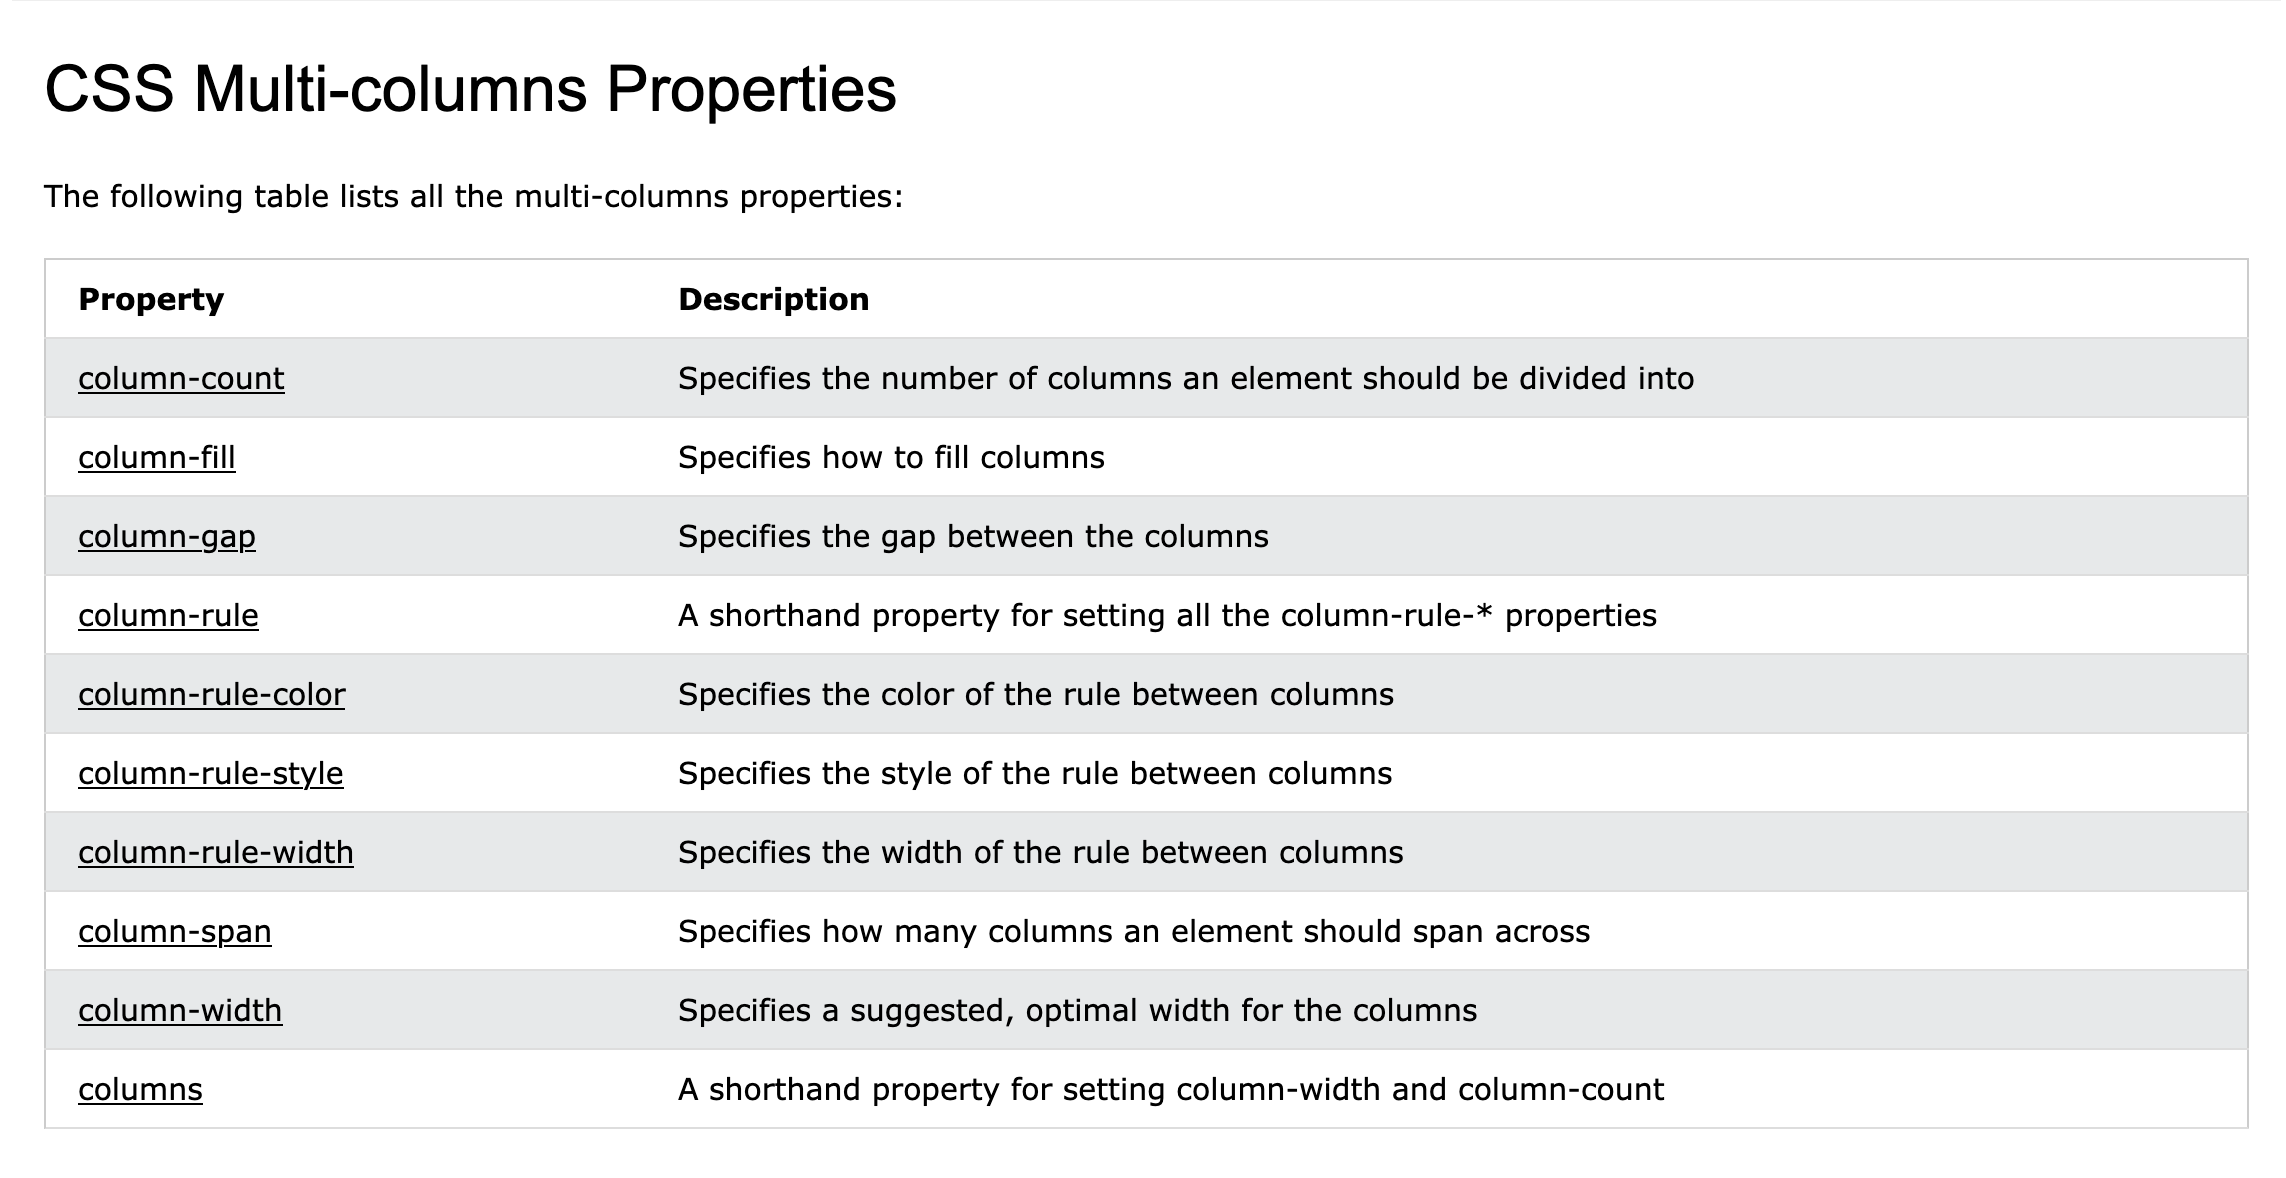 CSS Multi-columns Properties
The following table lists all the multi-columns properties:
Property Description
column-count Specifies the number of columns an element should be divided into
column-fill Specifies how to fill columns
column-gap Specifies the gap between the columns
column-rule A shorthand property for setting all the column-rule-* properties
column-rule-color Specifies the color of the rule between columns
column-rule-style Specifies the style of the rule between columns
column-rule-width Specifies the width of the rule between columns
column-span Specifies how many columns an element should span across
column-width Specifies a suggested, optimal width for the columns
columns A shorthand property for setting column-width and column-count